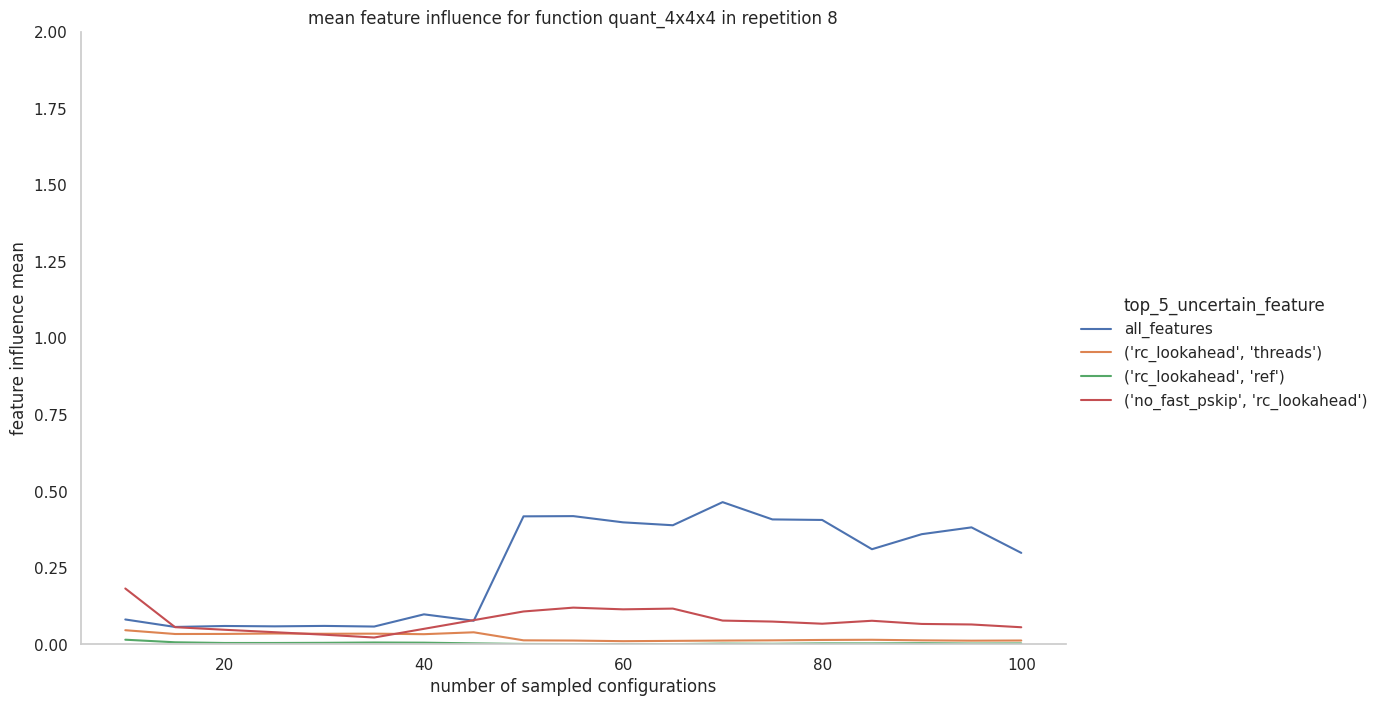 mean feature influence for function quant_4x4x4 in repetition 8
2.00
1.75
1.50
1.25
1.00
0.75
0.50
0.25
0.00
feature influence mean
20
40
60
80
100
number of sampled configurations
top_5_uncertain_feature
all_features
('rc_lookahead', 'threads')
('rc_lookahead', 'ref')
('no_fast_pskip', 'rc_lookahead')